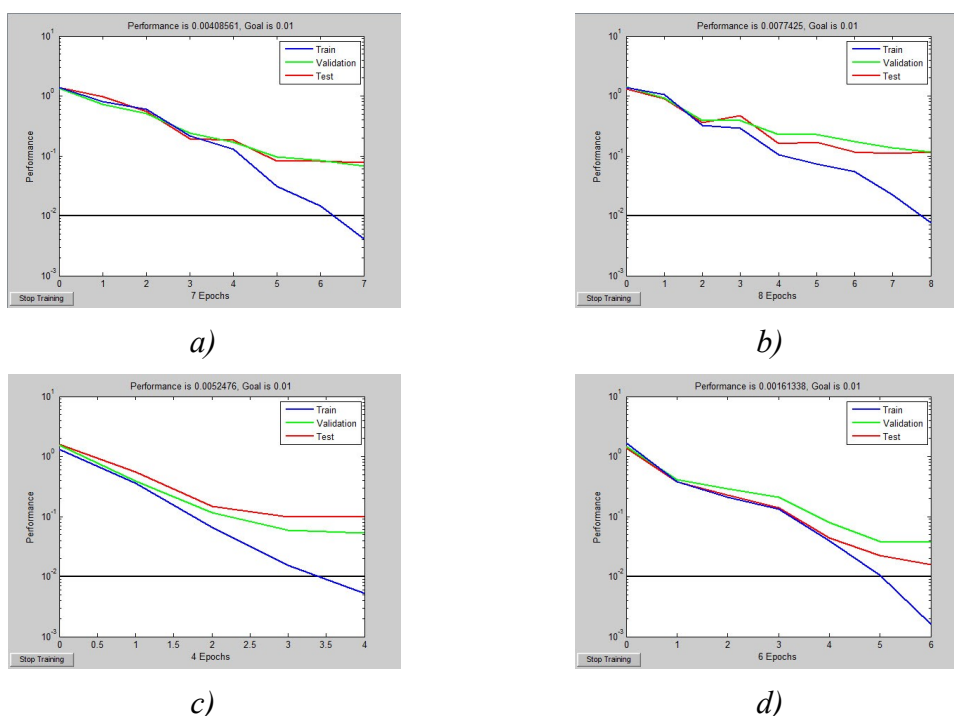 Performance is 0.00408561, Goal is 0.01
Train
Validation
Test
Performance
10^1
10^0
10^-1
10^-2
10^-3
0 1 2 3 4 5 6 7
7 Epochs
Stop Training
a)
Performance is 0.0077425, Goal is 0.01
Train
Validation
Test
Performance
10^1
10^0
10^-1
10^-2
10^-3
0 1 2 3 4 5 6 7 8
8 Epochs
Stop Training
b)
Performance is 0.0052476, Goal is 0.01
Train
Validation
Test
Performance
10^1
10^0
10^-1
10^-2
10^-3
0 0.5 1 1.5 2 2.5 3 3.5 4
4 Epochs
Stop Training
c)
Performance is 0.00161338, Goal is 0.01
Train
Validation
Test
Performance
10^1
10^0
10^-1
10^-2
10^-3
0 1 2 3 4 5 6
6 Epochs
Stop Training
d)